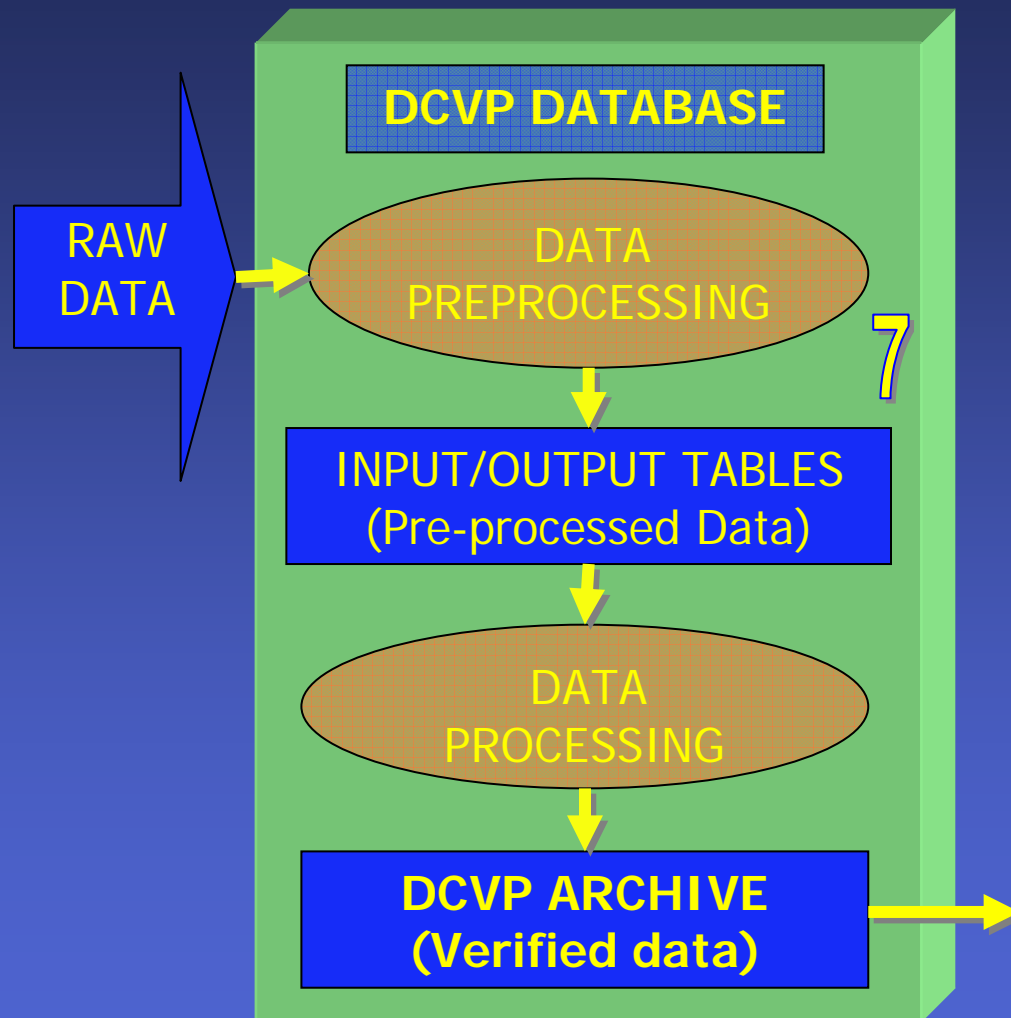 DCVP DATABASE
RAW
DATA
DATA
PREPROCESSING
7
INPUT/OUTPUT TABLES
(Pre-processed Data)
DATA
PROCESSING
DCVP ARCHIVE
(Verified data)